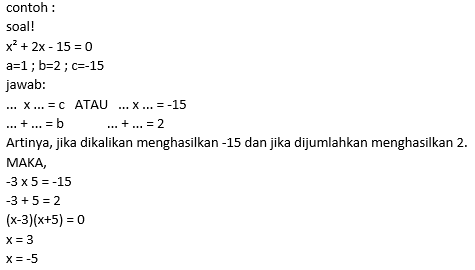 contoh :
soal!
x² + 2x - 15 = 0
a=1 ; b=2 ; c=-15
jawab:
... x ... = c ATAU ... x ... = -15
... + ... = b ... + ... = 2
Artinya, jika dikalikan menghasilkan -15 dan jika dijumlahkan menghasilkan 2.
MAKA,
-3 x 5 = -15
-3 + 5 = 2
(x-3)(x+5) = 0
x = 3
x = -5